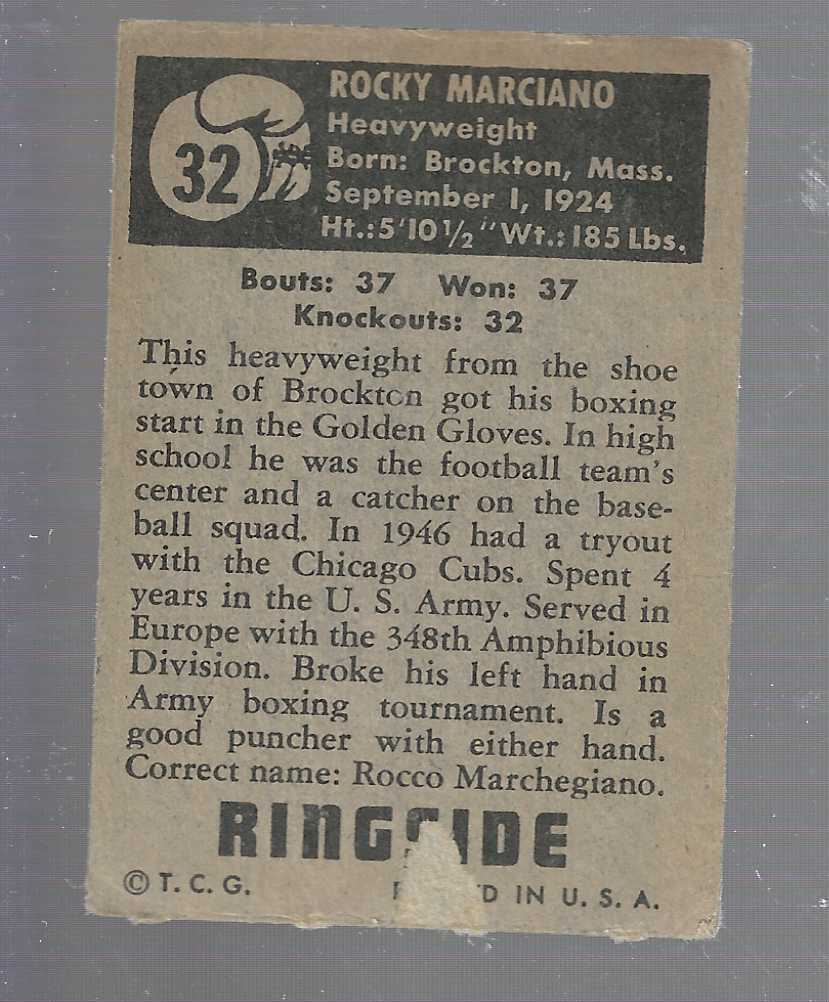 32
ROCKY MARCIANO
Heavyweight
Born: Brockton, Mass.
September 1, 1924
Ht.:5'10½" Wt.: 185 Lbs.
Bouts: 37 Won: 37
Knockouts: 32
This heavyweight from the shoe
town of Brockton got his boxing
start in the Golden Gloves. In high
school he was the football team's
center and a catcher on the base-
ball squad. In 1946 had a tryout
with the Chicago Cubs. Spent 4
years in the U. S. Army. Served in
Europe with the 348th Amphibious
Division. Broke his left hand in
Army boxing tournament. Is a
good puncher with either hand.
Correct name: Rocco Marchegiano.
RINGSIDE
© T. C. G.
IN U. S. A.